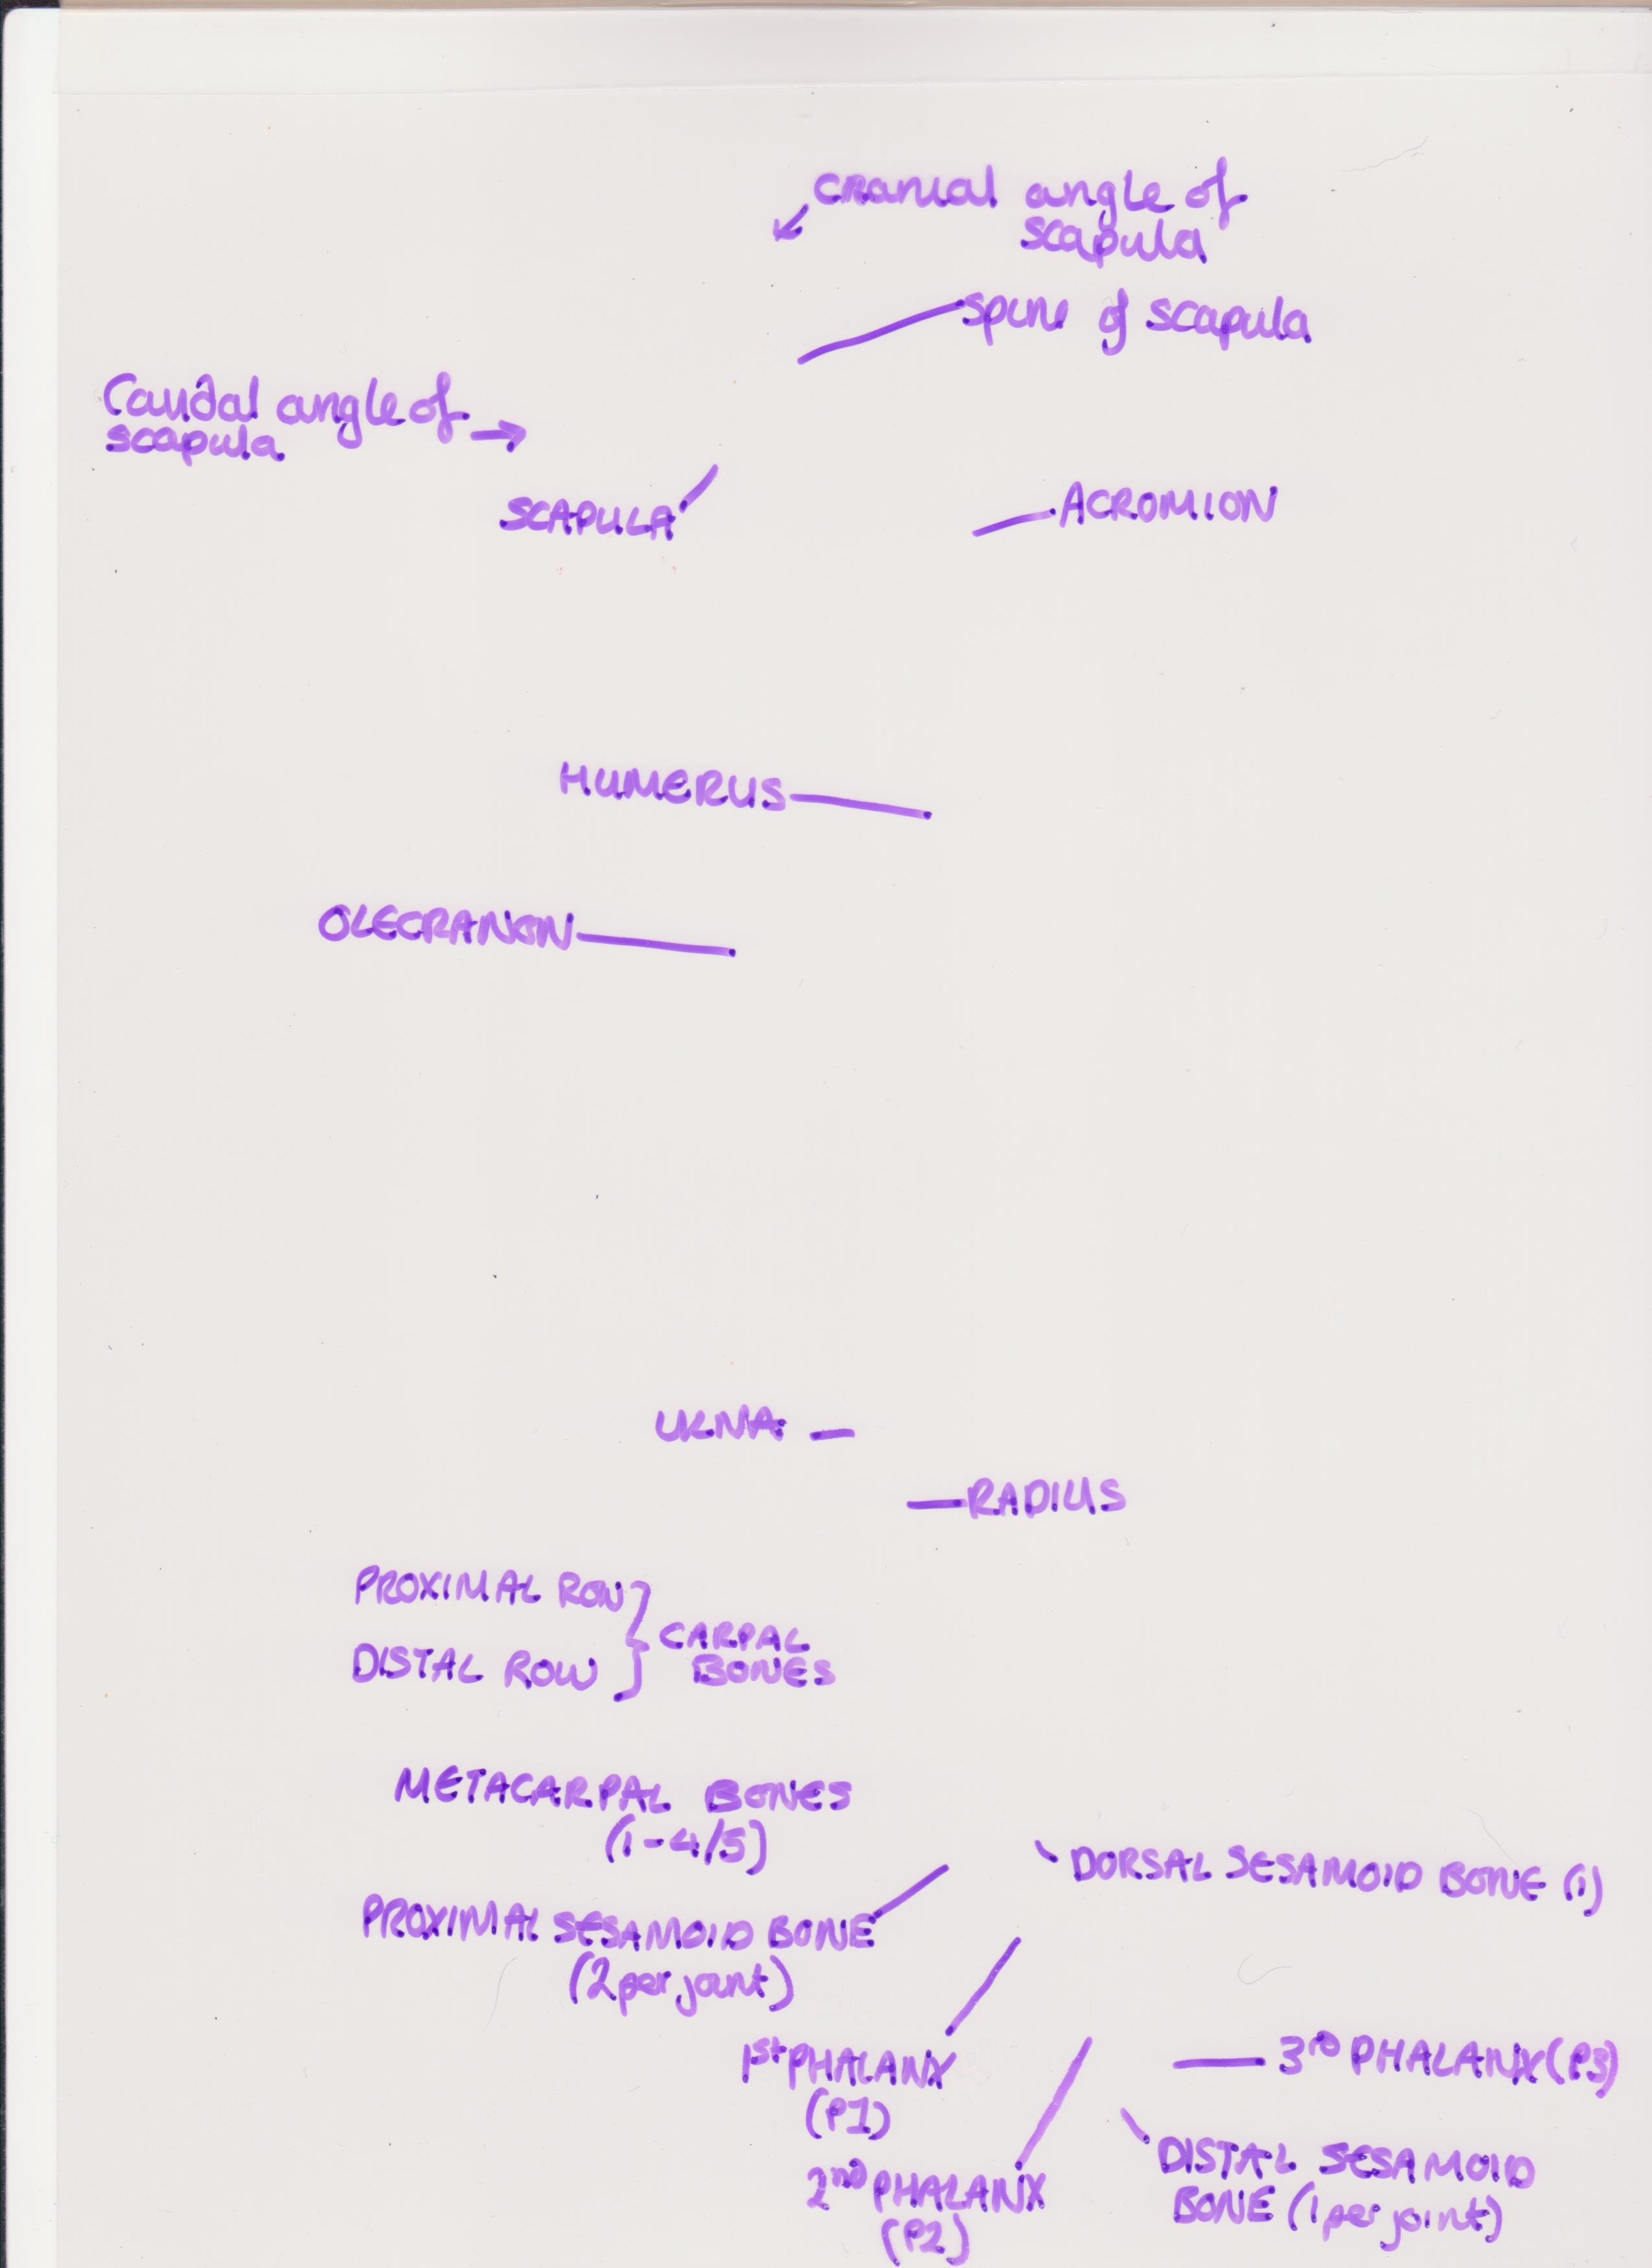 cranial angle of
scapula
Spine of scapula
Caudal angle of
scapula
SCAPULA
ACROMION
HUMERUS
OLECRANON
ULNA
RADIUS
PROXIMAL ROW
DISTAL ROW
CARPAL
BONES
METACARPAL BONES
(1-4/5)
DORSAL SESAMOID BONE (1)
PROXIMAL SESAMOID BONE
(2 per joint)
1st PHALANX
(P1)
3RD PHALANX (P3)
2ND PHALANX
(P2)
DISTAL SESAMOID
BONE (1 per joint)